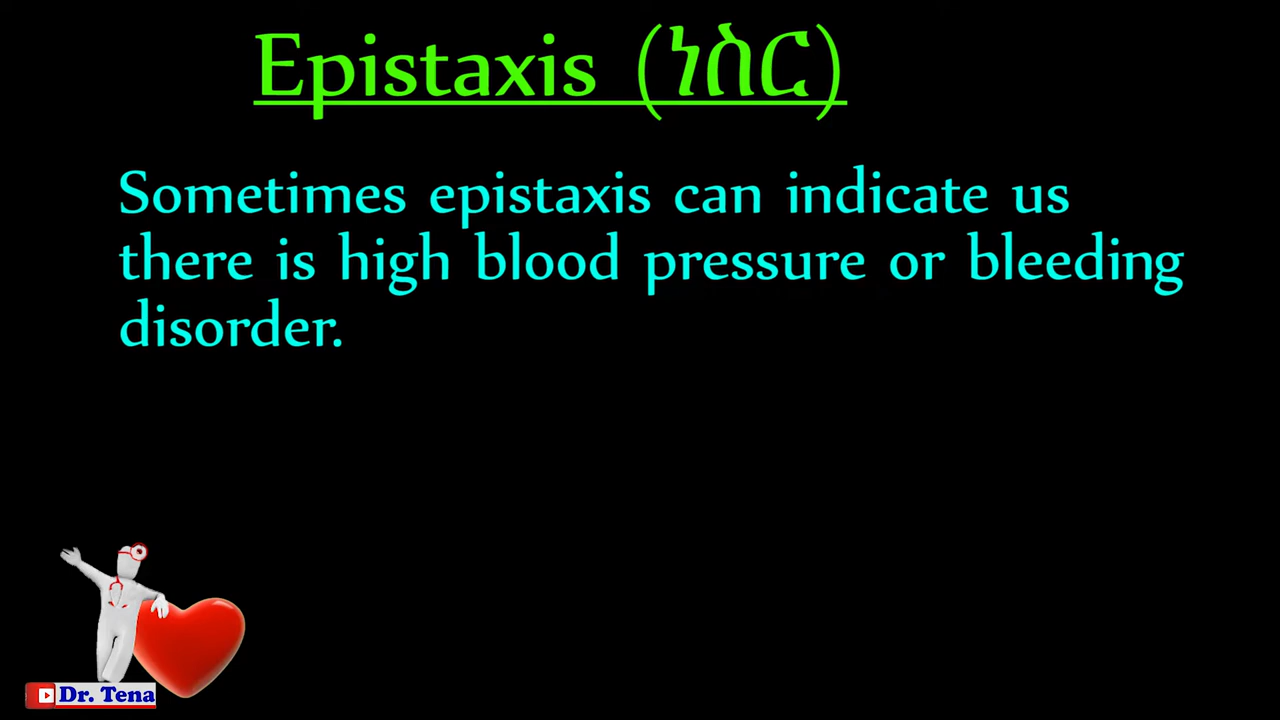 Epistaxis (ነስር)
Sometimes epistaxis can indicate us
there is high blood pressure or bleeding
disorder.
Dr. Tena